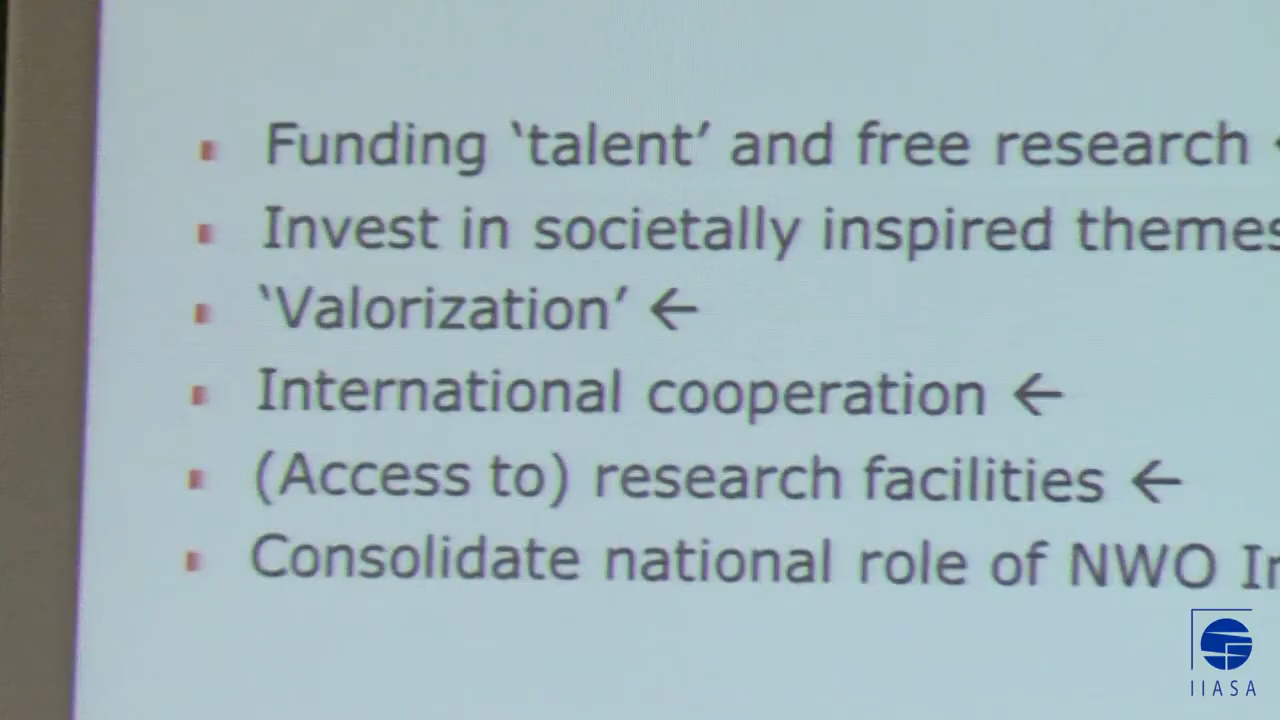 Funding ‘talent’ and free research
Invest in societally inspired themes
‘Valorization’ ←
International cooperation ←
(Access to) research facilities ←
Consolidate national role of NWO
IIASA